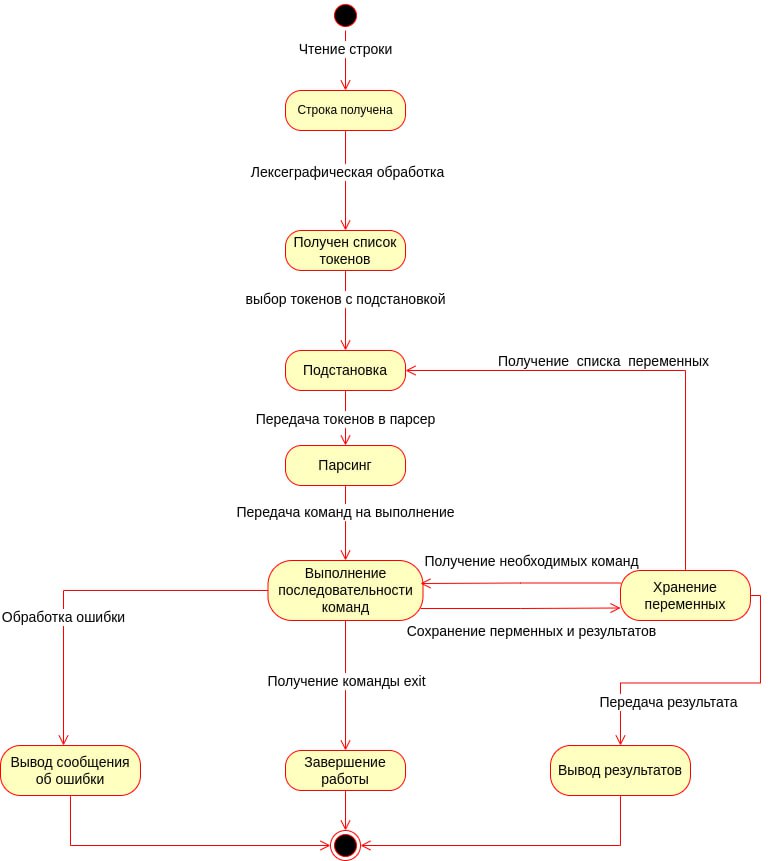 Чтение строки
Строка получена
Лексеграфическая обработка
Получен список
токенов
выбор токенов с подстановкой
Получение списка переменных
Подстановка
Передача токенов в парсер
Парсинг
Передача команд на выполнение
Получение необходимых команд
Выполнение
последовательности
команд
Хранение
переменных
Обработка ошибки
Сохранение перменных и результатов
Получение команды exit
Передача результата
Вывод сообщения
об ошибки
Завершение
работы
Вывод результатов